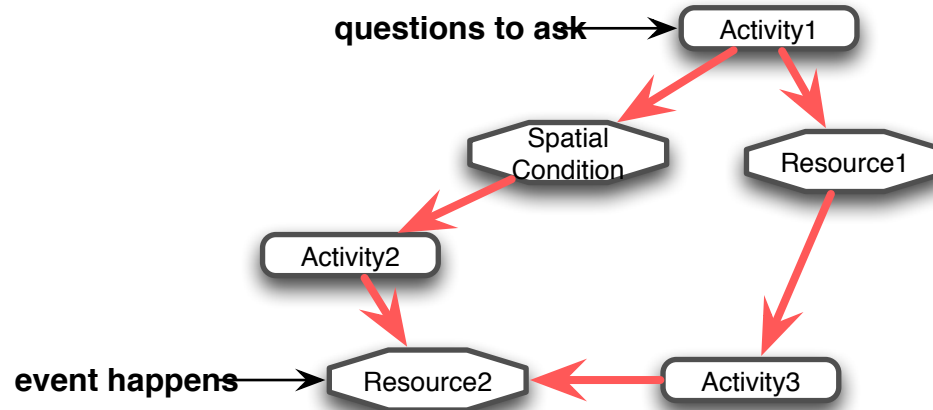 questions to ask
Activity1
Spatial
Condition
Resource1
Activity2
event happens
Resource2
Activity3